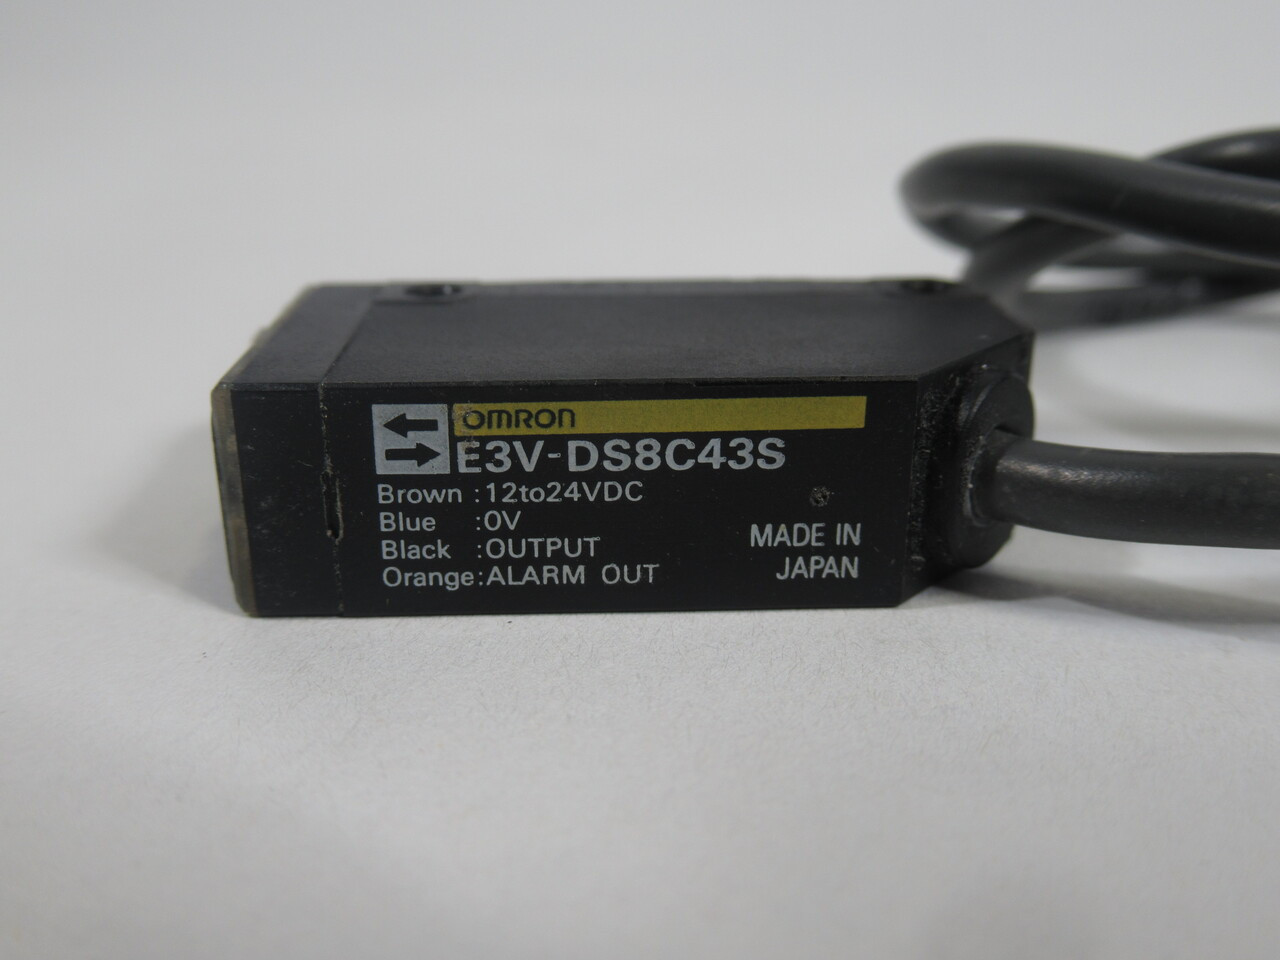 OMRON
E3V-DS8C43S
Brown :12to24VDC
Blue :0V
Black :OUTPUT
Orange:ALARM OUT
MADE IN
JAPAN